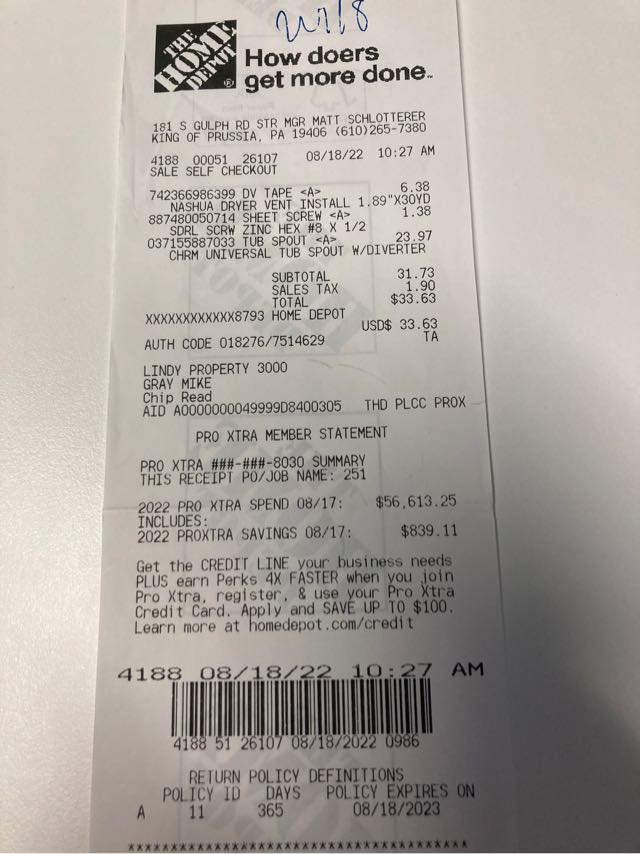 THE
HOME
DEPOT
How doers
get more done.
181 S GULPH RD STR MGR MATT SCHLOTTERER
KING OF PRUSSIA, PA 19406 (610)265-7380
4188 00051 26107 08/18/22 10:27 AM
SALE SELF CHECKOUT
742366986399 DV TAPE <A> 6.38
NASHUA DRYER VENT INSTALL 1.89"X30YD
887480050714 SHEET SCREW <A> 1.38
SDRL SCRW ZINC HEX #8 X 1/2
037155887033 TUB SPOUT <A> 23.97
CHRM UNIVERSAL TUB SPOUT W/DIVERTER
SUBTOTAL 31.73
SALES TAX 1.90
TOTAL $33.63
XXXXXXXXXXXX8793 HOME DEPOT
USD$ 33.63
AUTH CODE 018276/7514629 TA
LINDY PROPERTY 3000
GRAY MIKE
Chip Read
AID A0000000049999D8400305 THD PLCC PROX
PRO XTRA MEMBER STATEMENT
PRO XTRA ###-###-8030 SUMMARY
THIS RECEIPT PO/JOB NAME: 251
2022 PRO XTRA SPEND 08/17: $56,613.25
INCLUDES:
2022 PROXTRA SAVINGS 08/17: $839.11
Get the CREDIT LINE your business needs
PLUS earn Perks 4X FASTER when you join
Pro Xtra, register, & use your Pro Xtra
Credit Card. Apply and SAVE UP TO $100.
Learn more at homedepot.com/credit
4188 08/18/22 10:27 AM
4188 51 26107 08/18/2022 0986
RETURN POLICY DEFINITIONS
POLICY ID DAYS POLICY EXPIRES ON
A 11 365 08/18/2023
****************************************